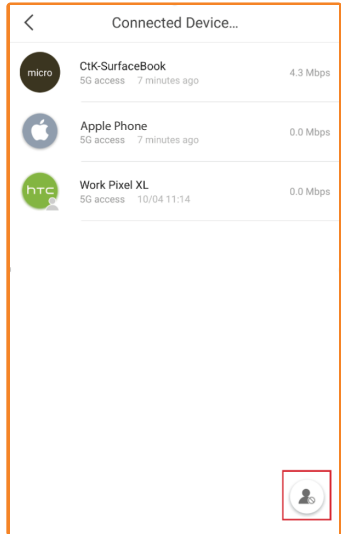 Connected Device...
micro
CtK-SurfaceBook
4.3 Mbps
5G access 7 minutes ago
Apple Phone
0.0 Mbps
5G access 7 minutes ago
hTC
Work Pixel XL
0.0 Mbps
5G access 10/04 11:14